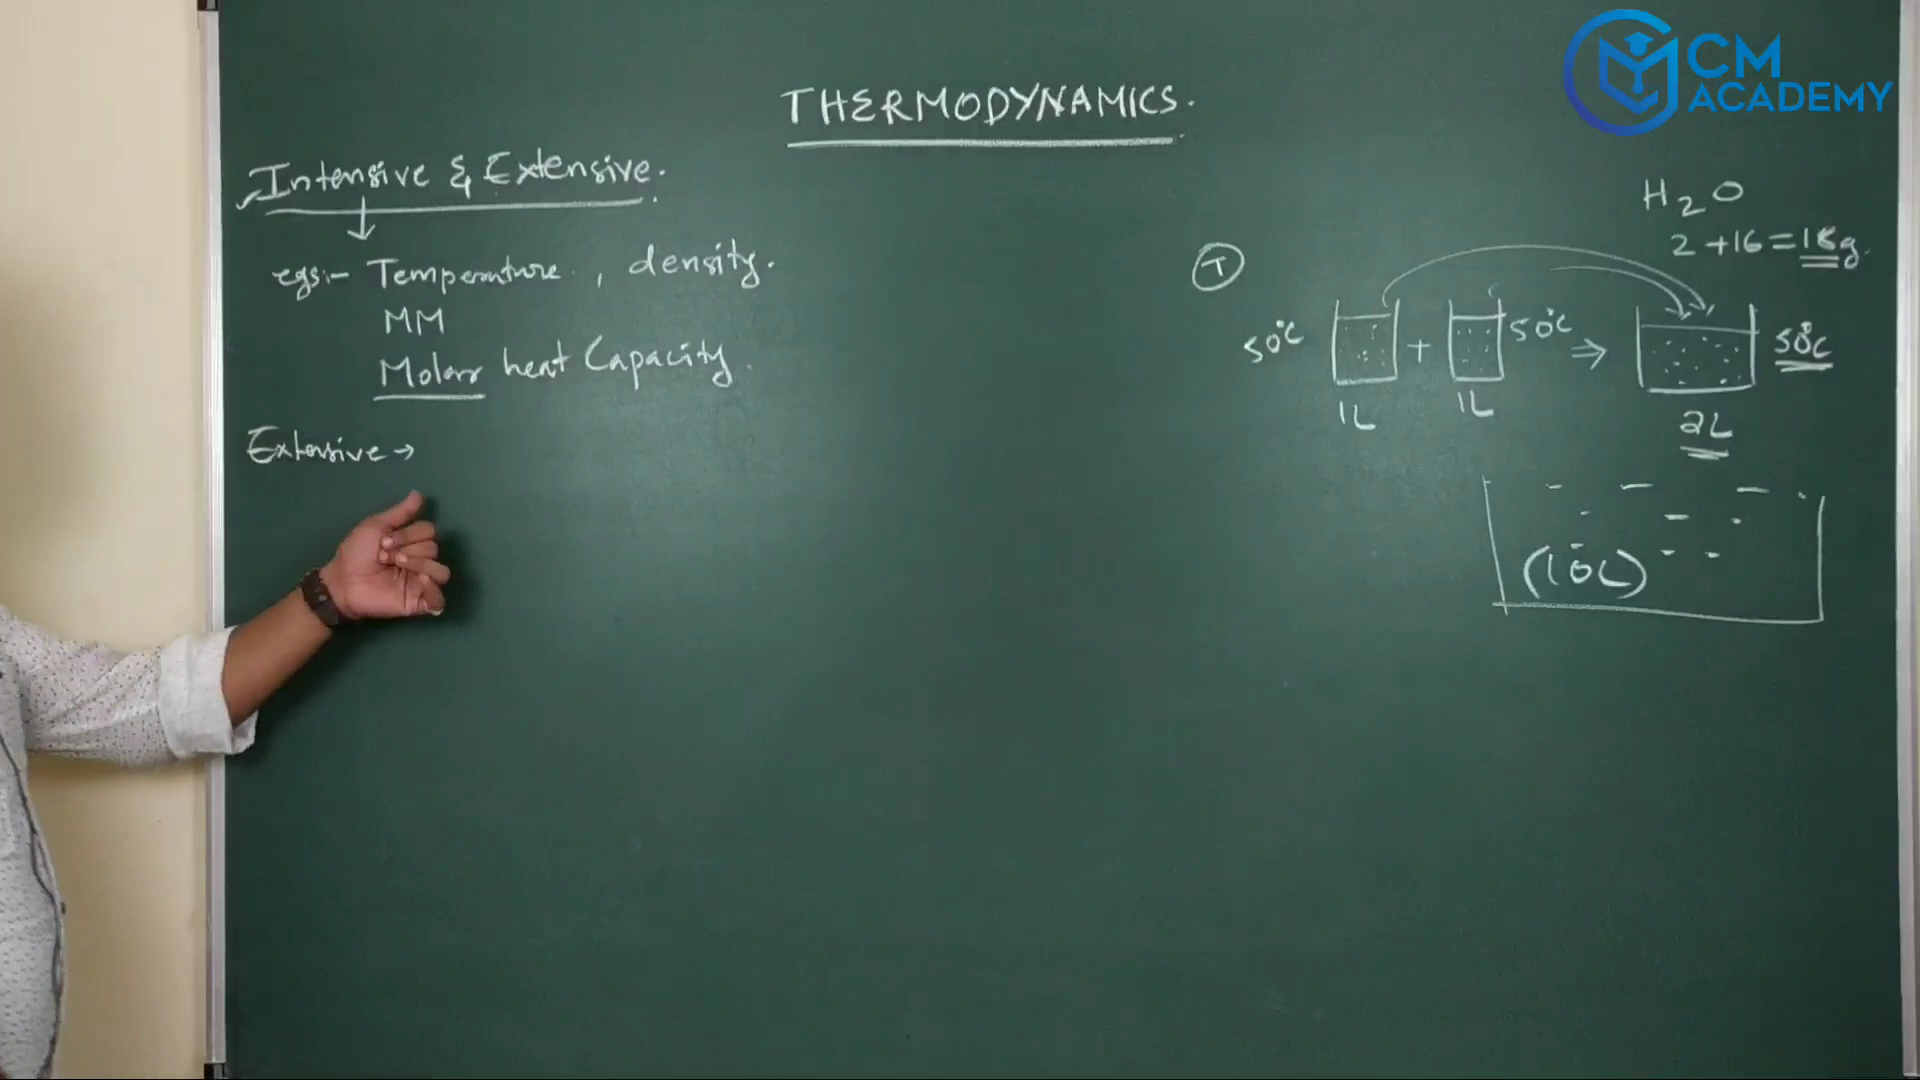 CM
ACADEMY
THERMODYNAMICS.
Intensive & Extensive.
egs:- Temperature, density.
MM
Molar heat Capacity.
Extensive →
H2O
2 + 16 = 18g.
T
50°C + 50°C ⇒ 50°C
1L 1L 2L
(10L)